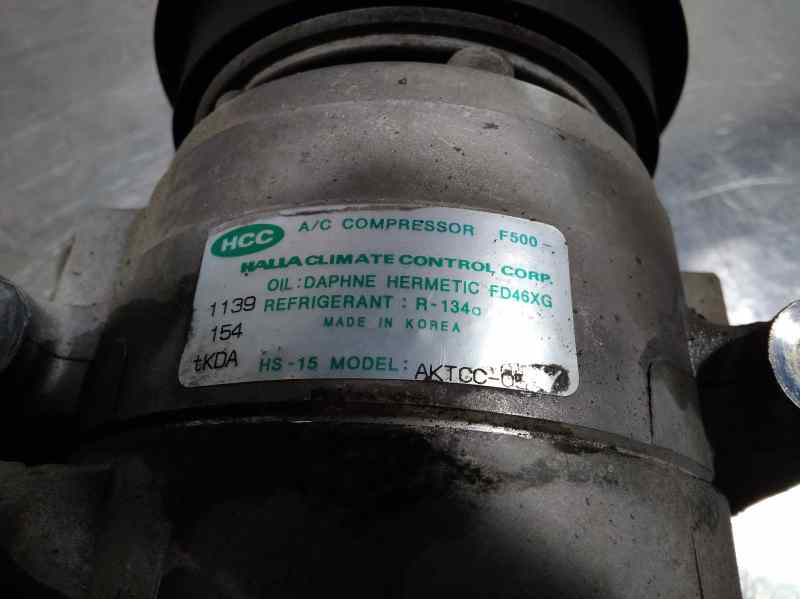 HCC A/C COMPRESSOR F500-
HALLA CLIMATE CONTROL, CORP.
OIL : DAPHNE HERMETIC FD46XG
1139 REFRIGERANT : R-134a
154 MADE IN KOREA
tKDA HS-15 MODEL: